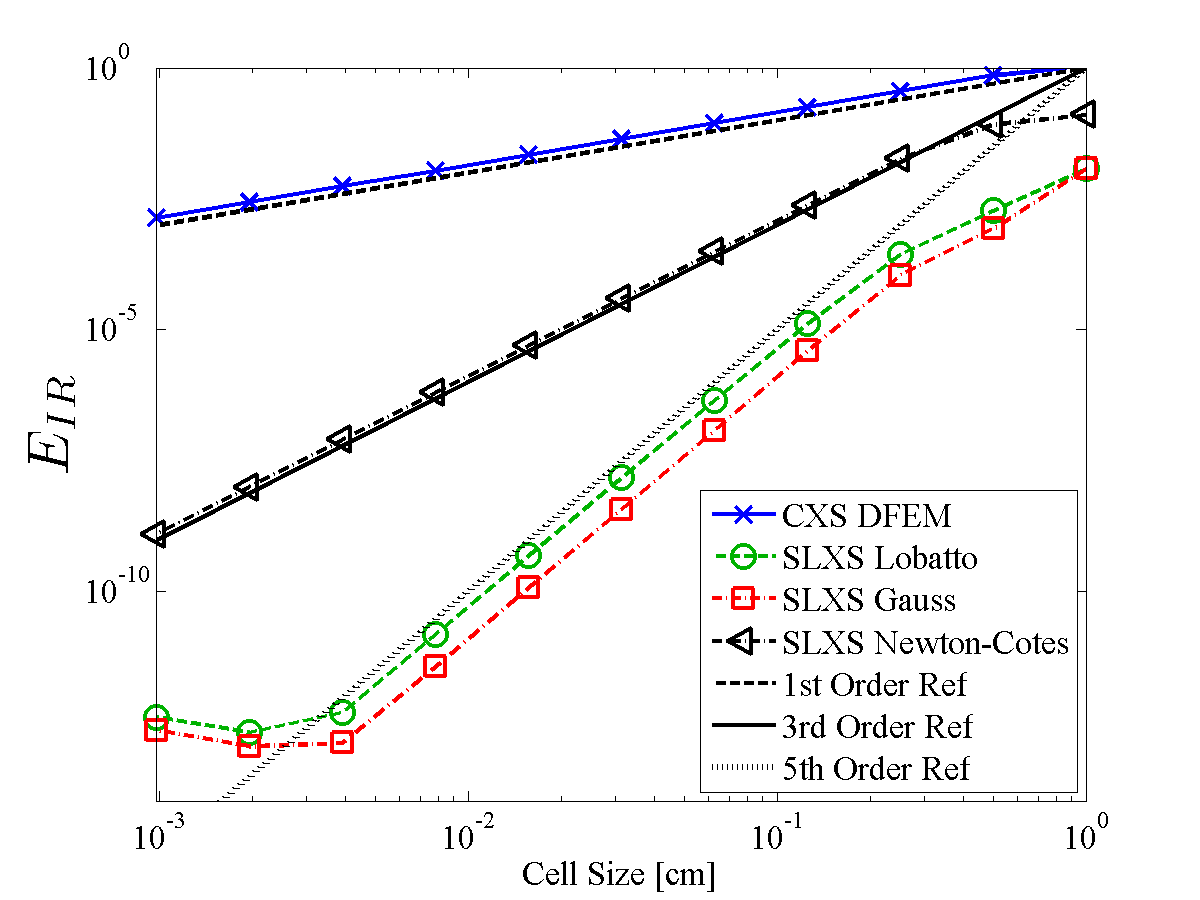 10^0
10^-5
10^-10
E_IR
CXS DFEM
SLXS Lobatto
SLXS Gauss
SLXS Newton-Cotes
1st Order Ref
3rd Order Ref
5th Order Ref
10^-3
10^-2
10^-1
10^0
Cell Size [cm]